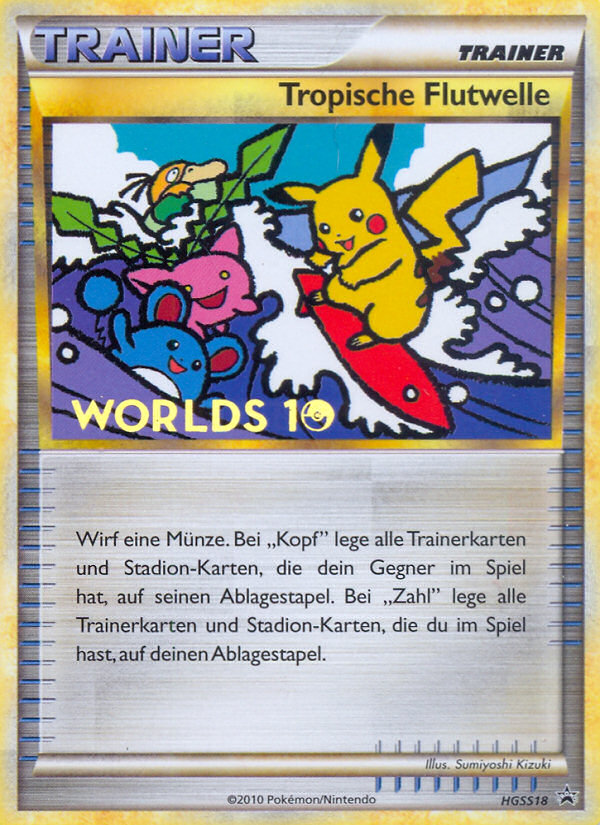 TRAINER
TRAINER
Tropische Flutwelle
WORLDS 10
Wirf eine Münze. Bei „Kopf” lege alle Trainerkarten
und Stadion-Karten, die dein Gegner im Spiel
hat, auf seinen Ablagestapel. Bei „Zahl” lege alle
Trainerkarten und Stadion-Karten, die du im Spiel
hast, auf deinen Ablagestapel.
Illus. Sumiyoshi Kizuki
©2010 Pokémon/Nintendo
HGSS18